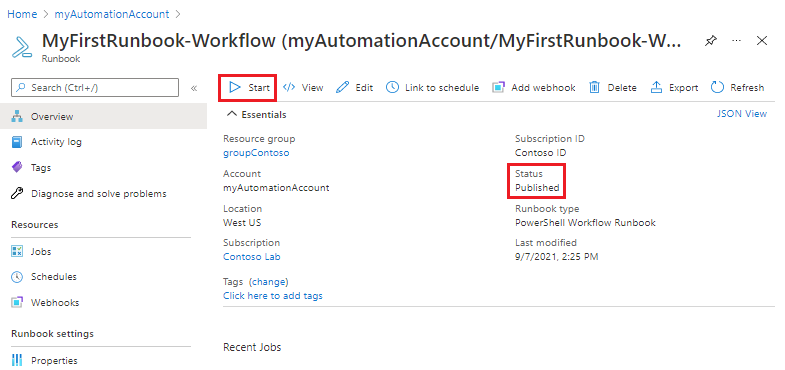 Home > myAutomationAccount >
MyFirstRunbook-Workflow (myAutomationAccount/MyFirstRunbook-W...
Runbook
Search (Ctrl+/)
Overview
Activity log
Tags
Diagnose and solve problems
Resources
Jobs
Schedules
Webhooks
Runbook settings
Properties
Start View Edit Link to schedule Add webhook Delete Export Refresh
Essentials JSON View
Resource group
groupContoso
Account
myAutomationAccount
Location
West US
Subscription
Contoso Lab
Subscription ID
Contoso ID
Status
Published
Runbook type
PowerShell Workflow Runbook
Last modified
9/7/2021, 2:25 PM
Tags (change)
Click here to add tags
Recent Jobs